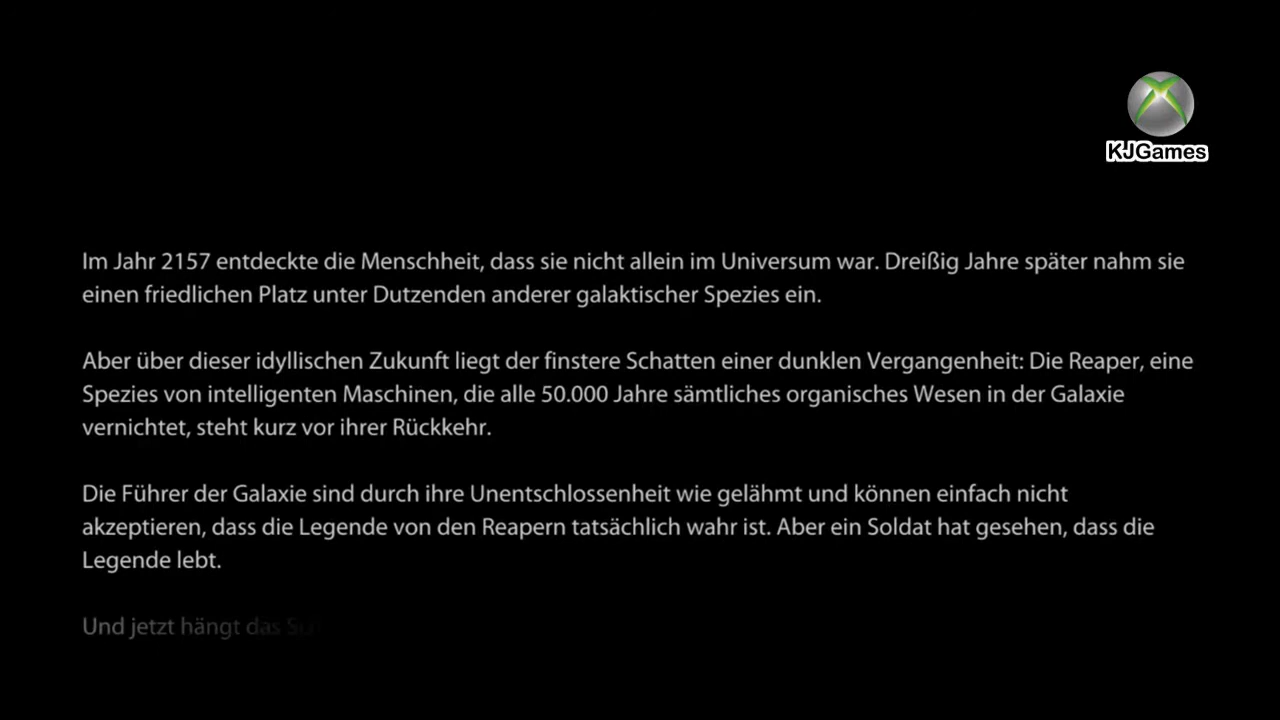 KJGames
Im Jahr 2157 entdeckte die Menschheit, dass sie nicht allein im Universum war. Dreißig Jahre später nahm sie
einen friedlichen Platz unter Dutzenden anderer galaktischer Spezies ein.
Aber über dieser idyllischen Zukunft liegt der finstere Schatten einer dunklen Vergangenheit: Die Reaper, eine
Spezies von intelligenten Maschinen, die alle 50.000 Jahre sämtliches organisches Wesen in der Galaxie
vernichtet, steht kurz vor ihrer Rückkehr.
Die Führer der Galaxie sind durch ihre Unentschlossenheit wie gelähmt und können einfach nicht
akzeptieren, dass die Legende von den Reapern tatsächlich wahr ist. Aber ein Soldat hat gesehen, dass die
Legende lebt.
Und jetzt hängt das